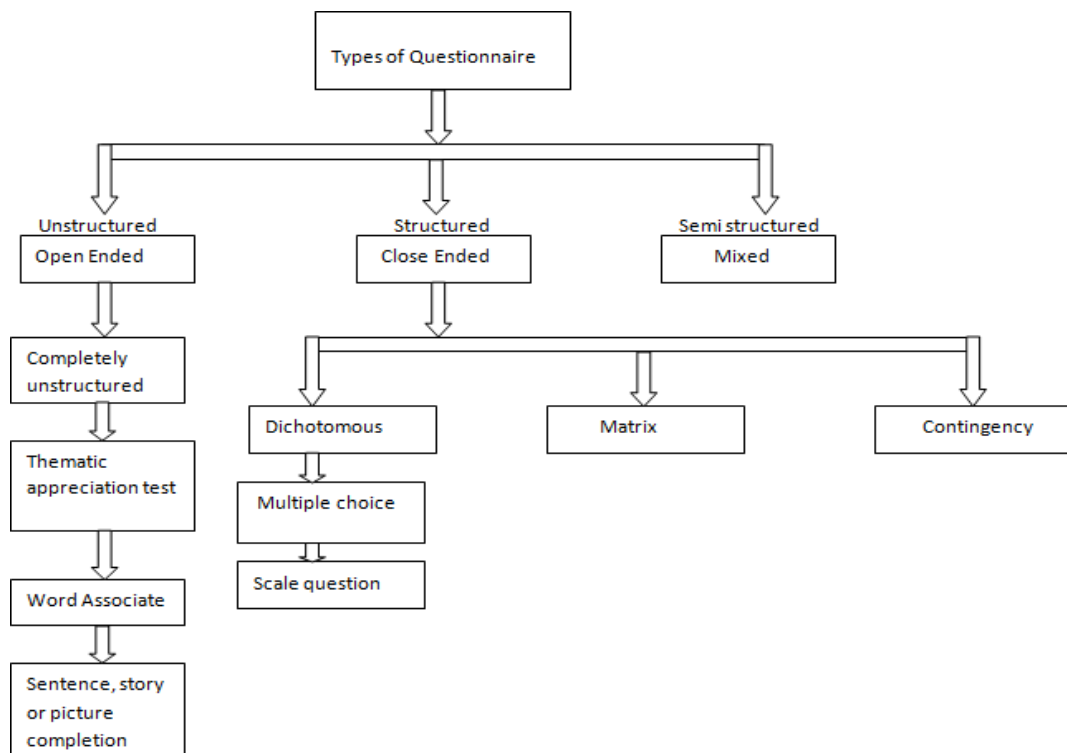 Types of Questionnaire
Unstructured
Structured
Semi structured
Open Ended
Close Ended
Mixed
Completely
unstructured
Dichotomous
Matrix
Contingency
Thematic
appreciation test
Multiple choice
Scale question
Word Associate
Sentence, story
or picture
completion